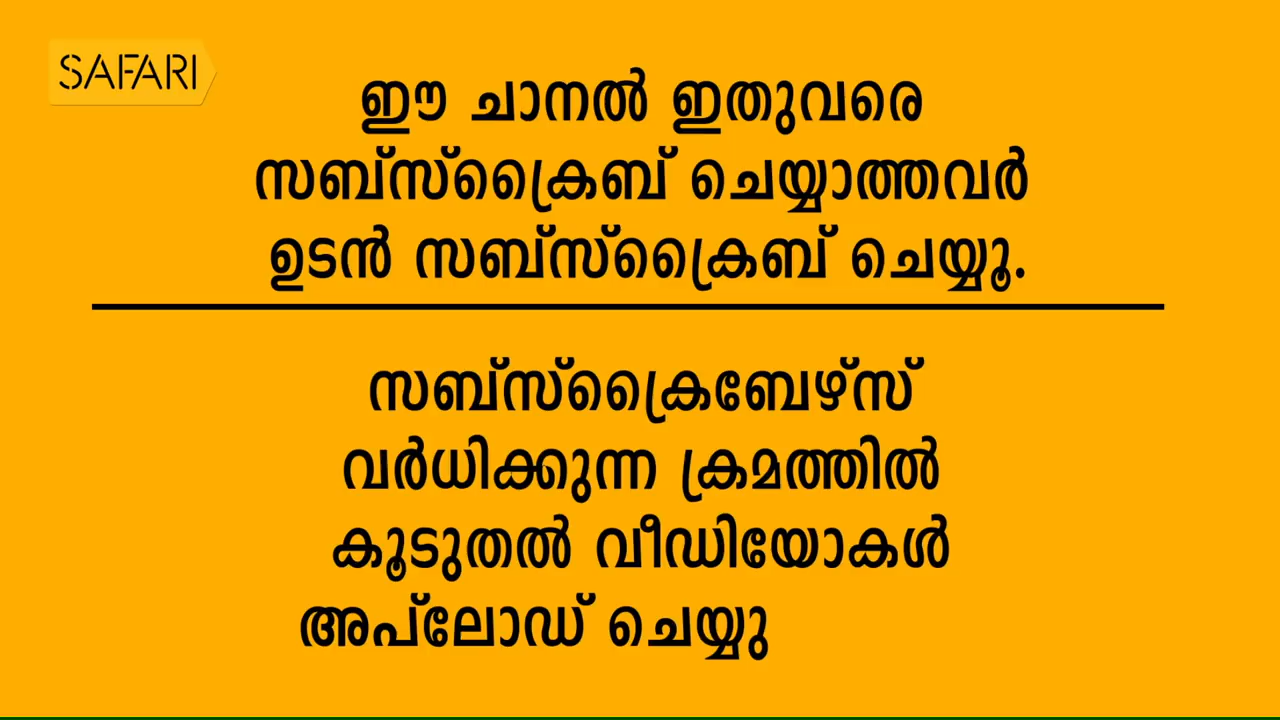 SAFARI
ഈ ചാനൽ ഇതുവരെ
സബ്സ്ക്രൈബ് ചെയ്യാത്തവർ
ഉടൻ സബ്സ്ക്രൈബ് ചെയ്യൂ.
സബ്സ്ക്രൈബേഴ്സ്
വർധിക്കുന്ന ക്രമത്തിൽ
കൂടുതൽ വീഡിയോകൾ
അപ്‌ലോഡ് ചെയ്യു